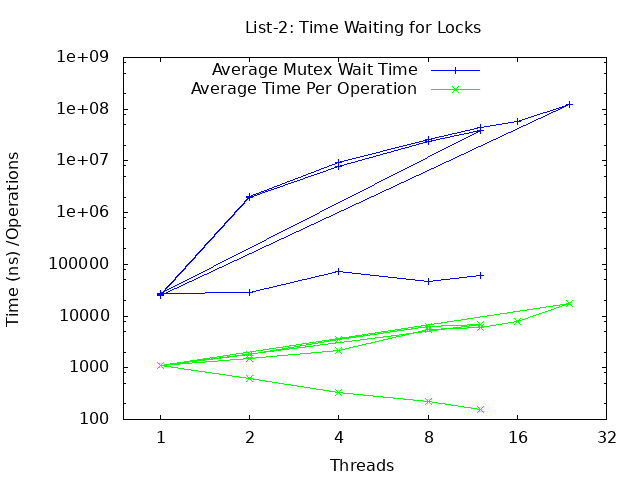 List-2: Time Waiting for Locks
1e+09
1e+08
1e+07
1e+06
100000
10000
1000
100
Time (ns) /Operations
Average Mutex Wait Time
Average Time Per Operation
1 2 4 8 16 32
Threads